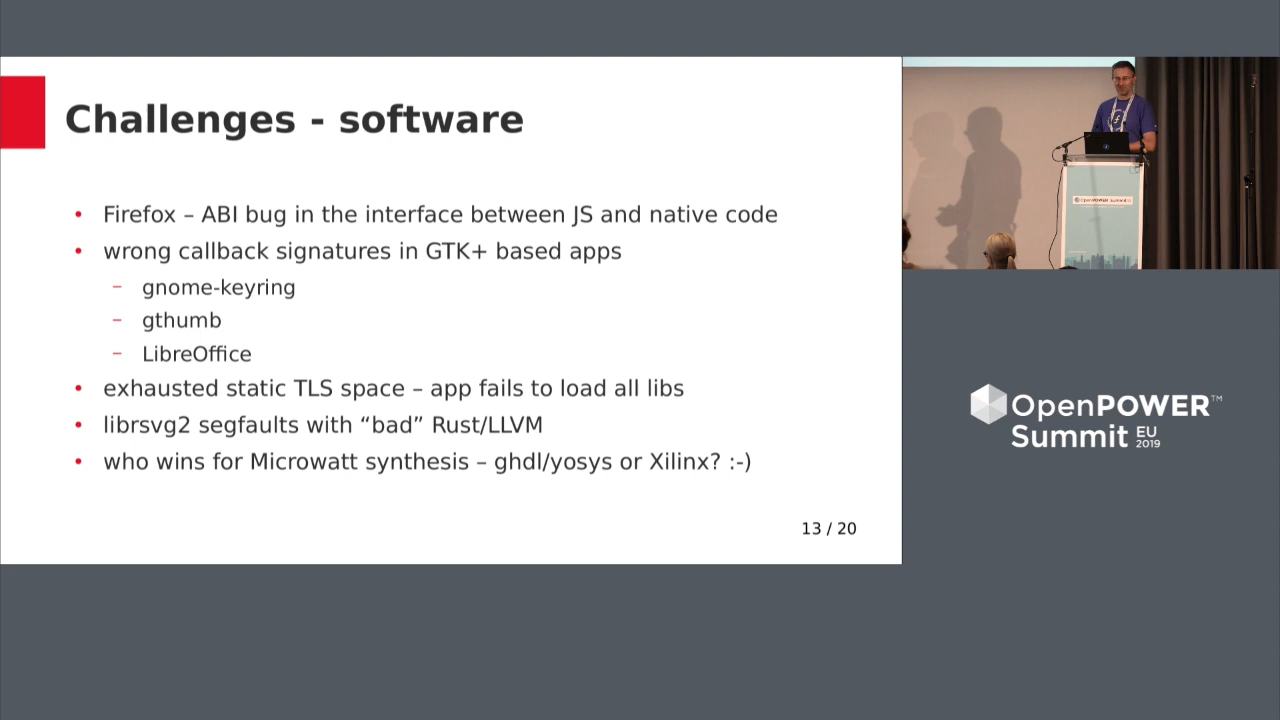 Challenges - software
• Firefox – ABI bug in the interface between JS and native code
• wrong callback signatures in GTK+ based apps
– gnome-keyring
– gthumb
– LibreOffice
• exhausted static TLS space – app fails to load all libs
• librsvg2 segfaults with “bad” Rust/LLVM
• who wins for Microwatt synthesis – ghdl/yosys or Xilinx? :-)
13 / 20
OpenPOWER Summit
OpenPOWER™
Summit EU
2019